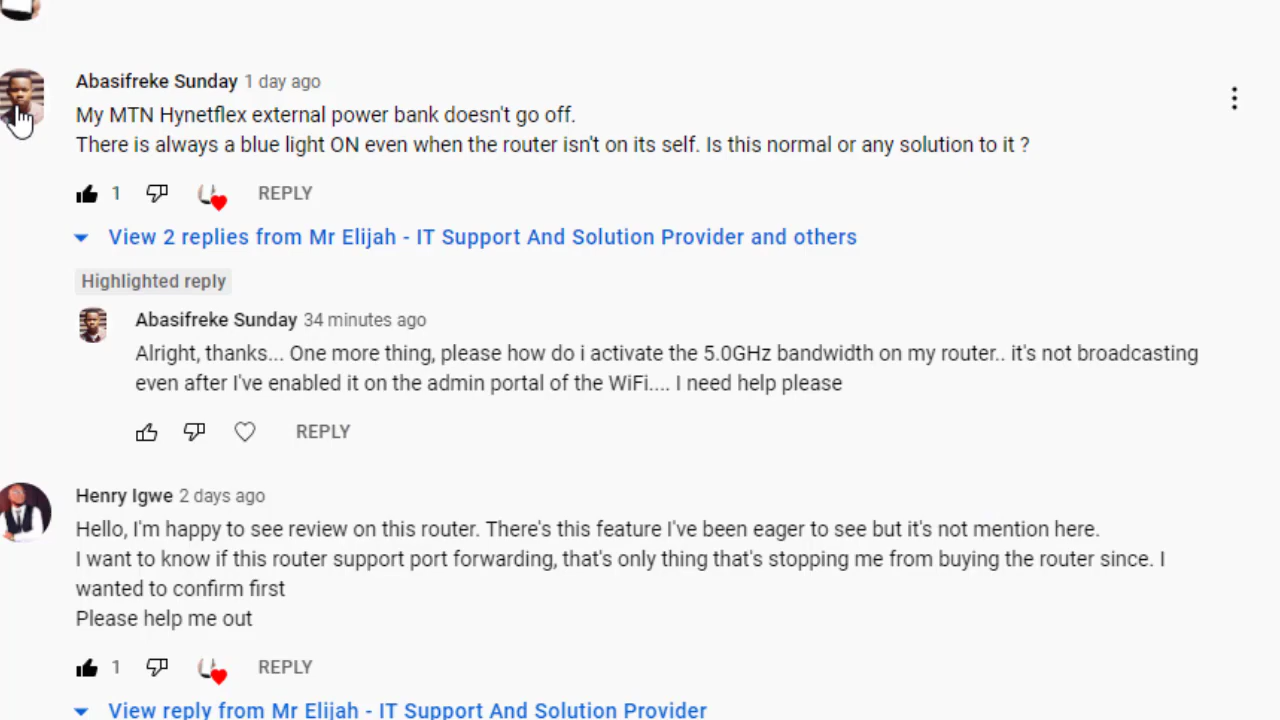 Abasifreke Sunday 1 day ago
My MTN Hynetflex external power bank doesn't go off.
There is always a blue light ON even when the router isn't on its self. Is this normal or any solution to it ?
1 REPLY
View 2 replies from Mr Elijah - IT Support And Solution Provider and others
Highlighted reply
Abasifreke Sunday 34 minutes ago
Alright, thanks... One more thing, please how do i activate the 5.0GHz bandwidth on my router.. it's not broadcasting
even after I've enabled it on the admin portal of the WiFi.... I need help please
REPLY
Henry Igwe 2 days ago
Hello, I'm happy to see review on this router. There's this feature I've been eager to see but it's not mention here.
I want to know if this router support port forwarding, that's only thing that's stopping me from buying the router since. I
wanted to confirm first
Please help me out
1 REPLY
View reply from Mr Elijah - IT Support And Solution Provider